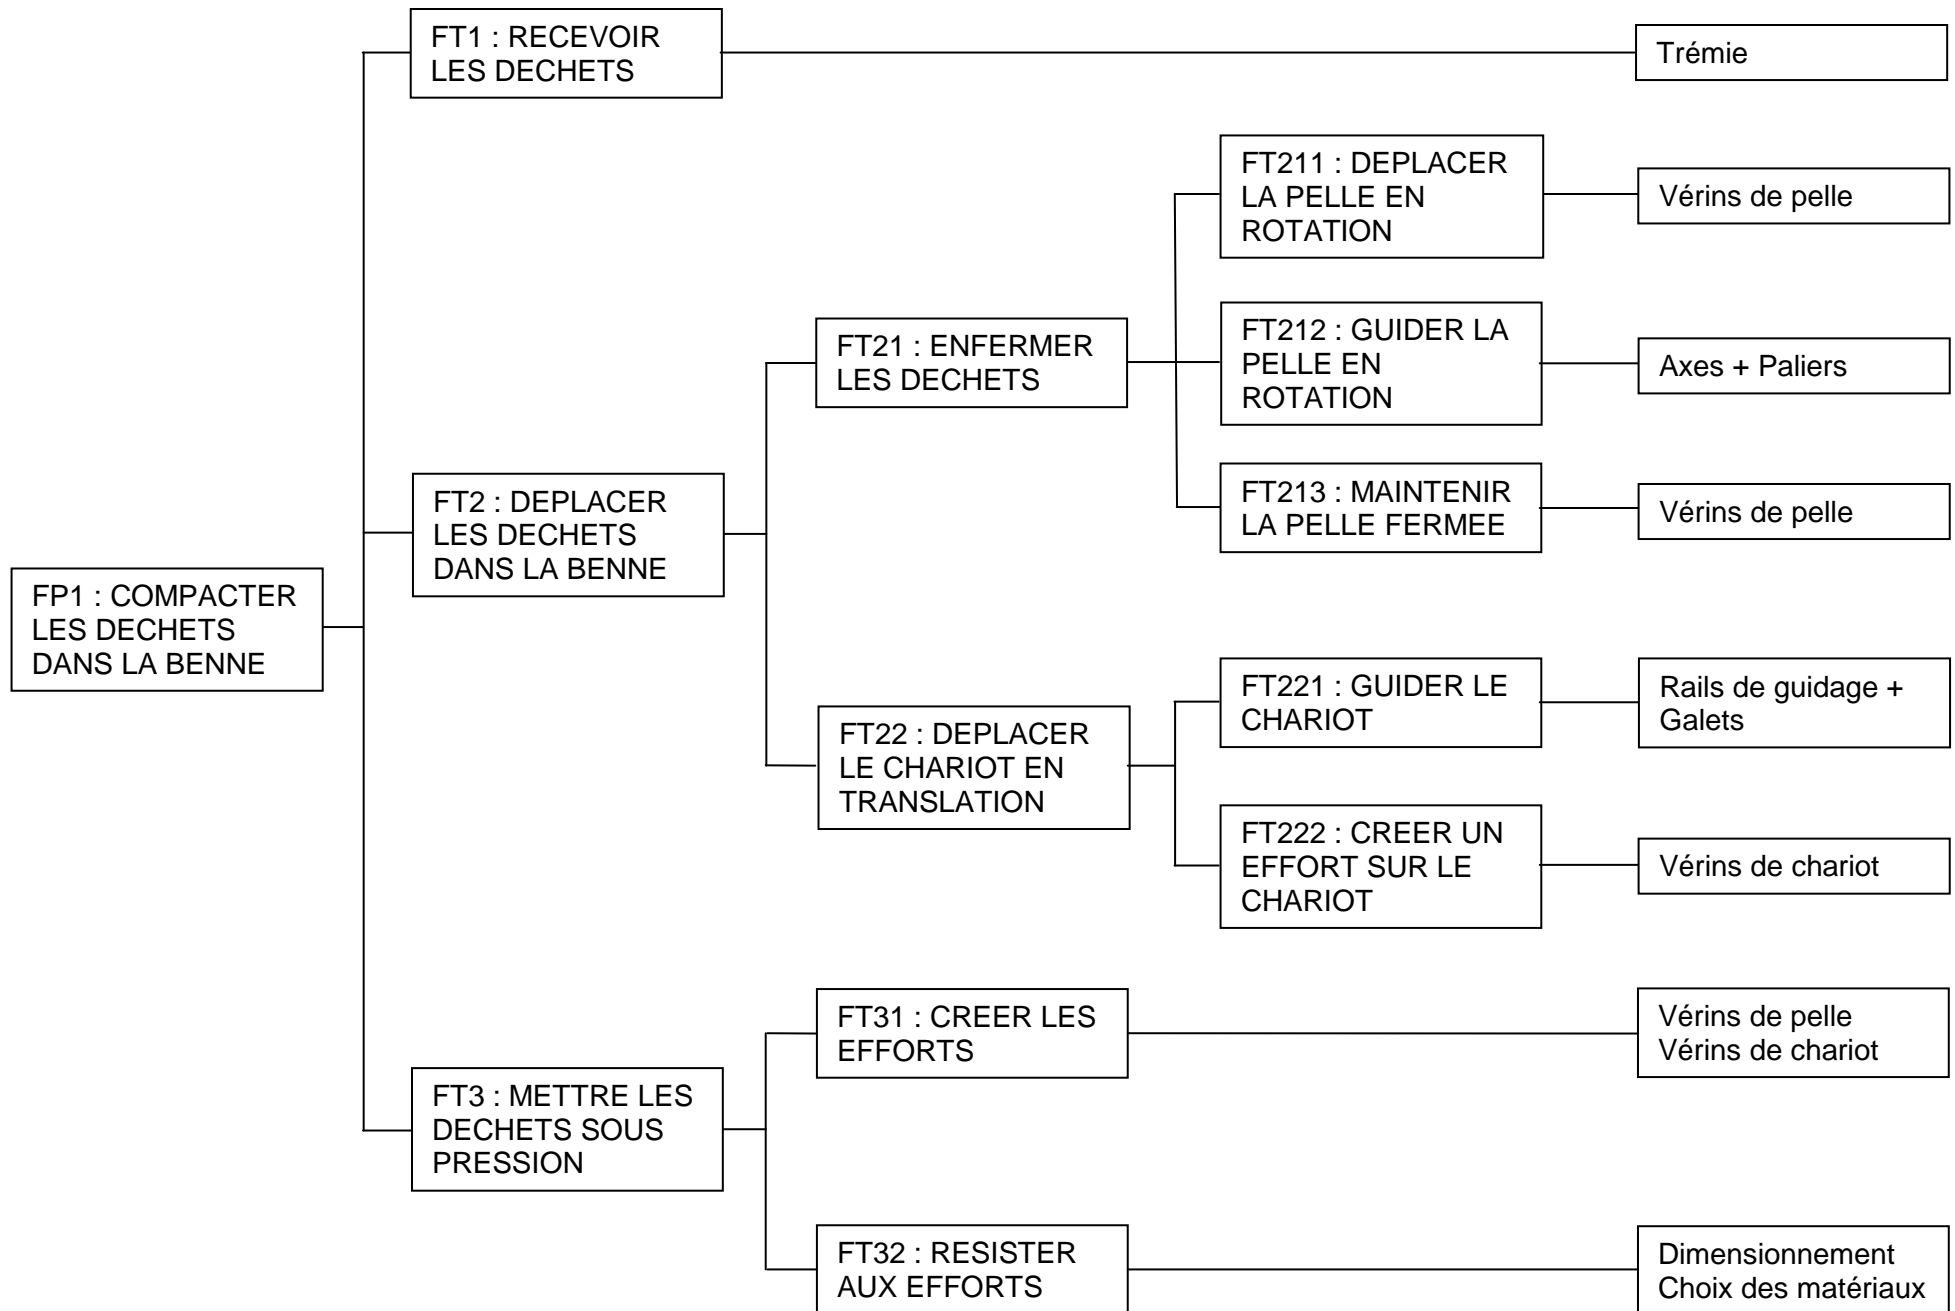 FT1 : RECEVOIR
LES DECHETS
Trémie
FT211 : DEPLACER
LA PELLE EN
ROTATION
Vérins de pelle
FT212 : GUIDER LA
PELLE EN
ROTATION
Axes + Paliers
FT21 : ENFERMER
LES DECHETS
FT213 : MAINTENIR
LA PELLE FERMEE
Vérins de pelle
FT2 : DEPLACER
LES DECHETS
DANS LA BENNE
FP1 : COMPACTER
LES DECHETS
DANS LA BENNE
FT221 : GUIDER LE
CHARIOT
Rails de guidage +
Galets
FT22 : DEPLACER
LE CHARIOT EN
TRANSLATION
FT222 : CREER UN
EFFORT SUR LE
CHARIOT
Vérins de chariot
FT31 : CREER LES
EFFORTS
Vérins de pelle
Vérins de chariot
FT3 : METTRE LES
DECHETS SOUS
PRESSION
FT32 : RESISTER
AUX EFFORTS
Dimensionnement
Choix des matériaux